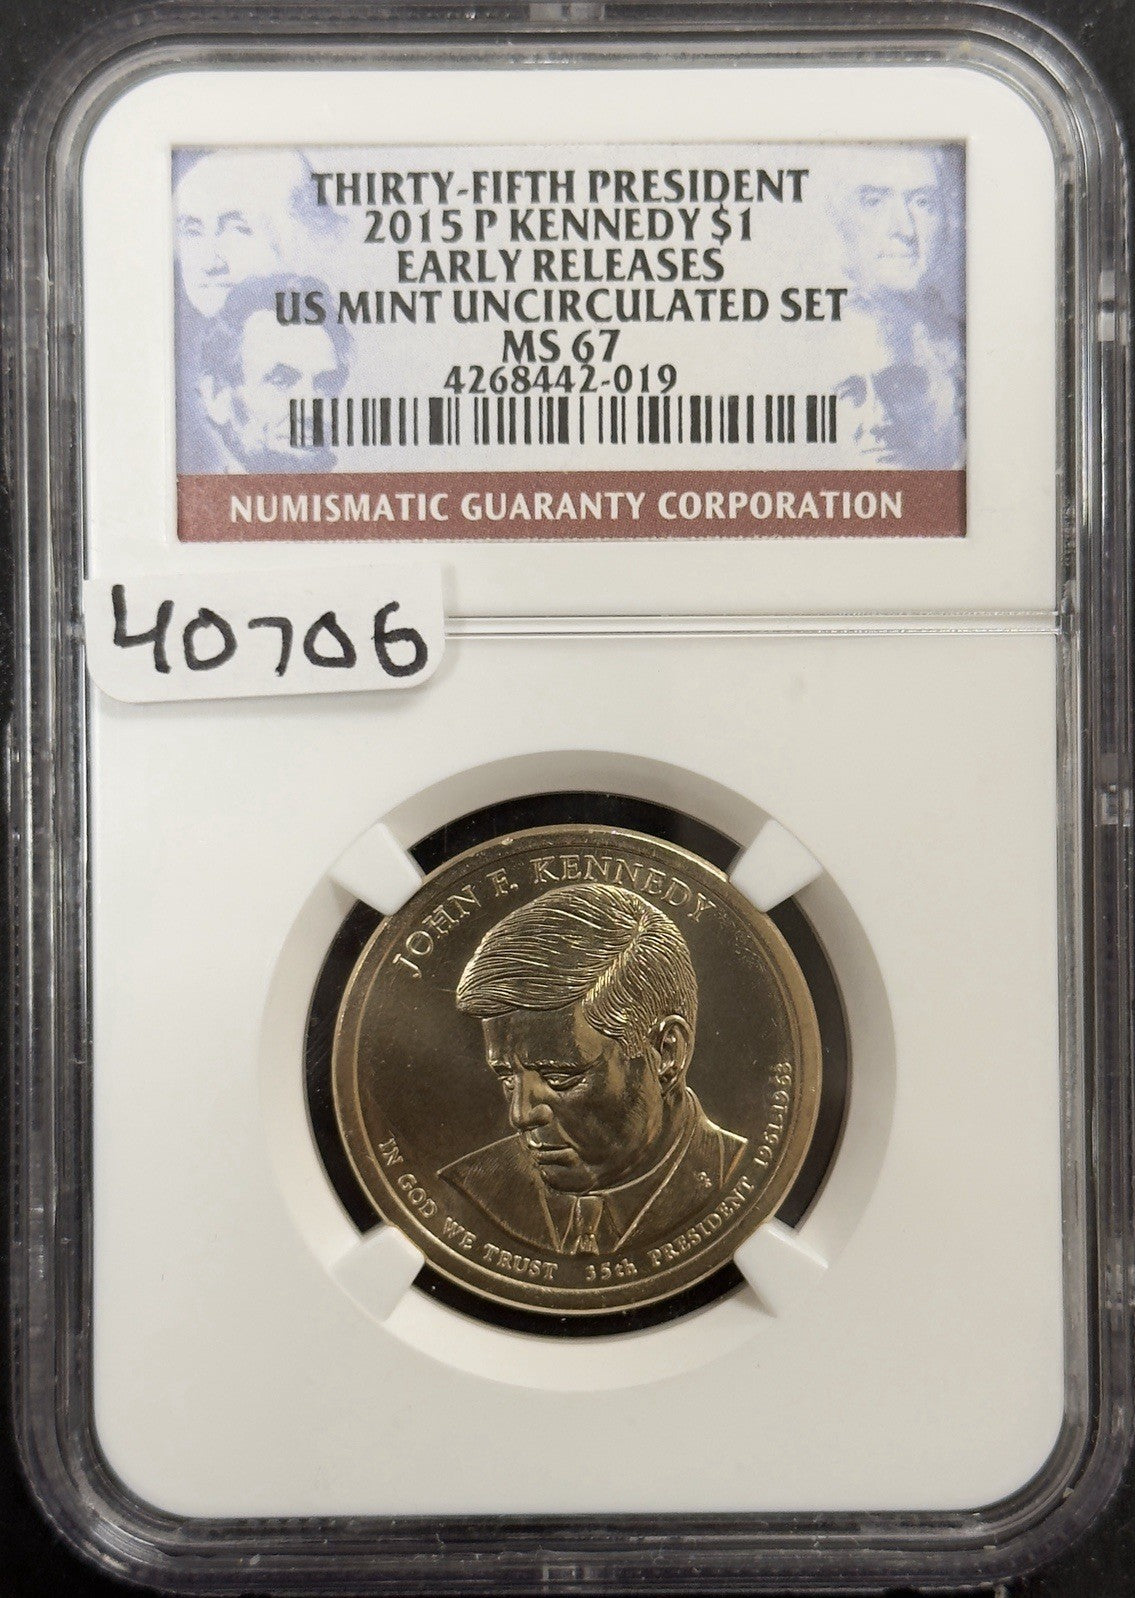 THIRTY-FIFTH PRESIDENT
2015 P KENNEDY $1
EARLY RELEASES
US MINT UNCIRCULATED SET
MS 67
4268442-019
NUMISMATIC GUARANTY CORPORATION
40706
JOHN F. KENNEDY
IN GOD WE TRUST 35th PRESIDENT 1961-1963
P